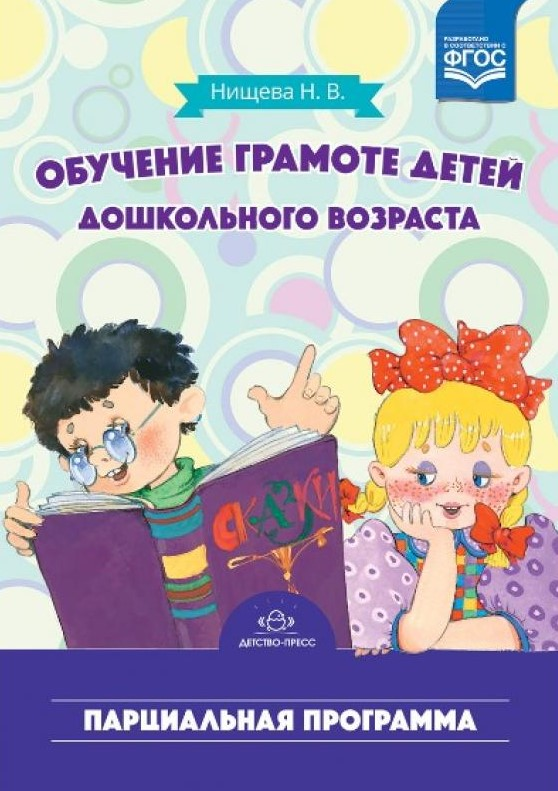 РАЗРАБОТАНО
В СООТВЕТСТВИИ С
ФГОС
Нищева Н. В.
ОБУЧЕНИЕ ГРАМОТЕ ДЕТЕЙ
ДОШКОЛЬНОГО ВОЗРАСТА
СКАЗКИ
ДЕТСТВО-ПРЕСС
ПАРЦИАЛЬНАЯ ПРОГРАММА